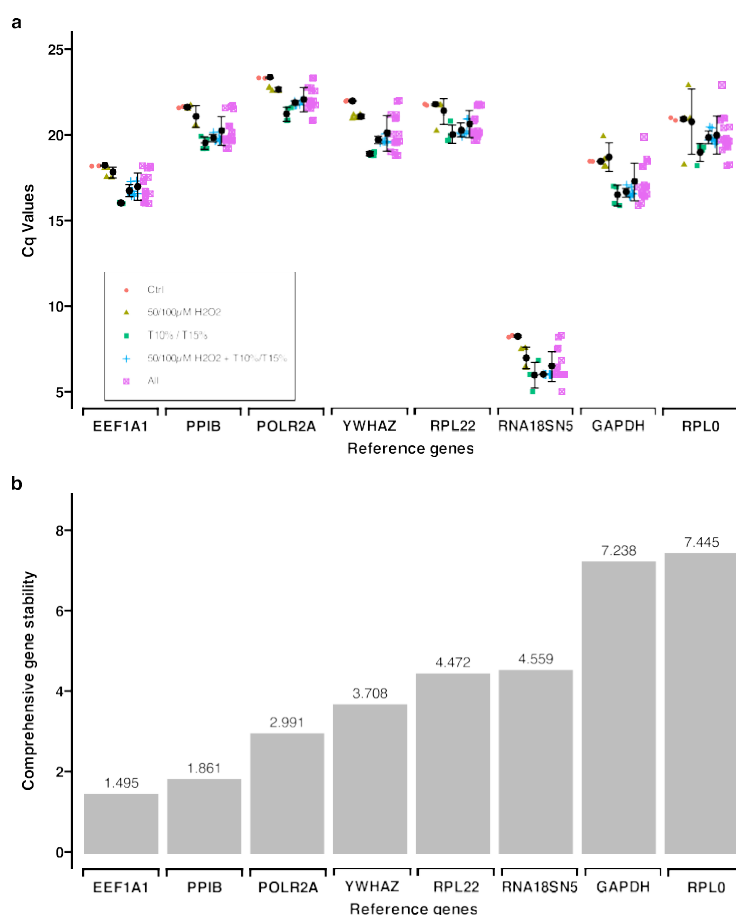 a
25
20
15
10
5
Cq Values
Ctrl
50/100µM H2O2
T10% / T15%
50/100µM H2O2 + T10%/T15%
All
EEF1A1 PPIB POLR2A YWHAZ RPL22 RNA18SN5 GAPDH RPL0
Reference genes
b
8
6
4
2
0
Comprehensive gene stability
1.495
1.861
2.991
3.708
4.472
4.559
7.238
7.445
EEF1A1 PPIB POLR2A YWHAZ RPL22 RNA18SN5 GAPDH RPL0
Reference genes